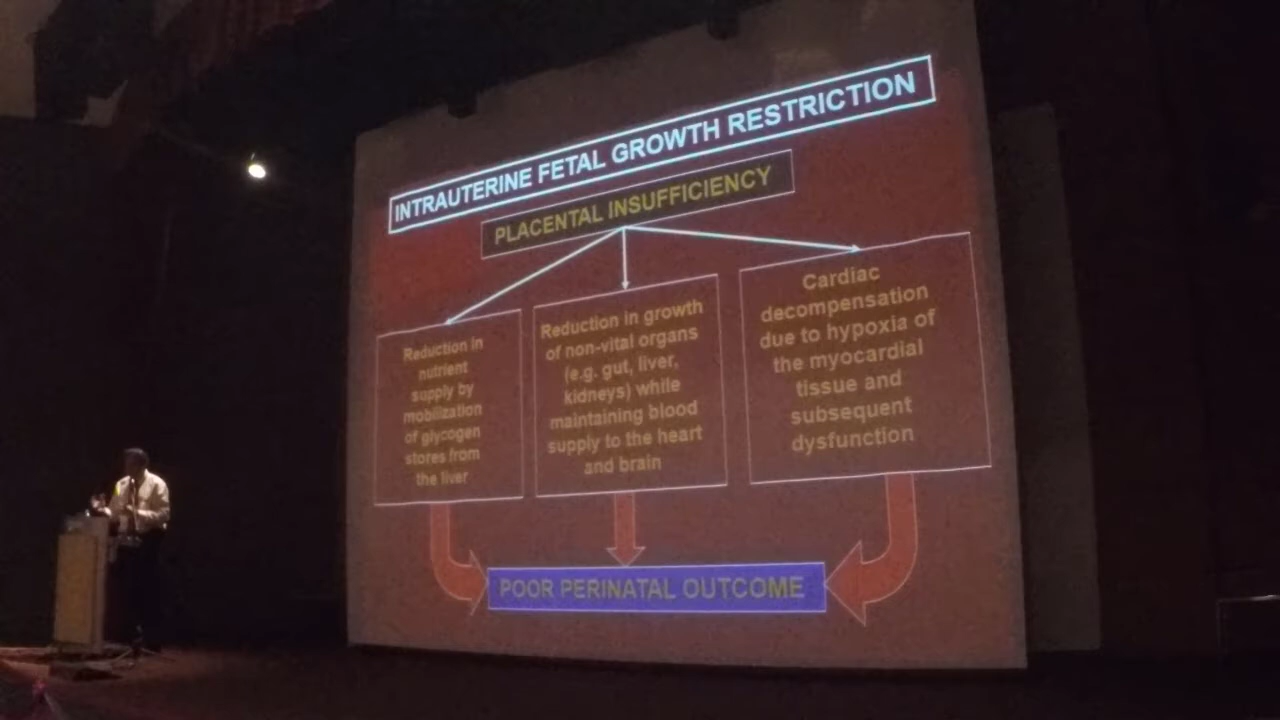 INTRAUTERINE FETAL GROWTH RESTRICTION
PLACENTAL INSUFFICIENCY
Reduction in
nutrient
supply by
mobilization
of glycogen
stores from
the liver
Reduction in growth
of non-vital organs
(e.g. gut, liver,
kidneys) while
maintaining blood
supply to the heart
and brain
Cardiac
decompensation
due to hypoxia of
the myocardial
tissue and
subsequent
dysfunction
POOR PERINATAL OUTCOME